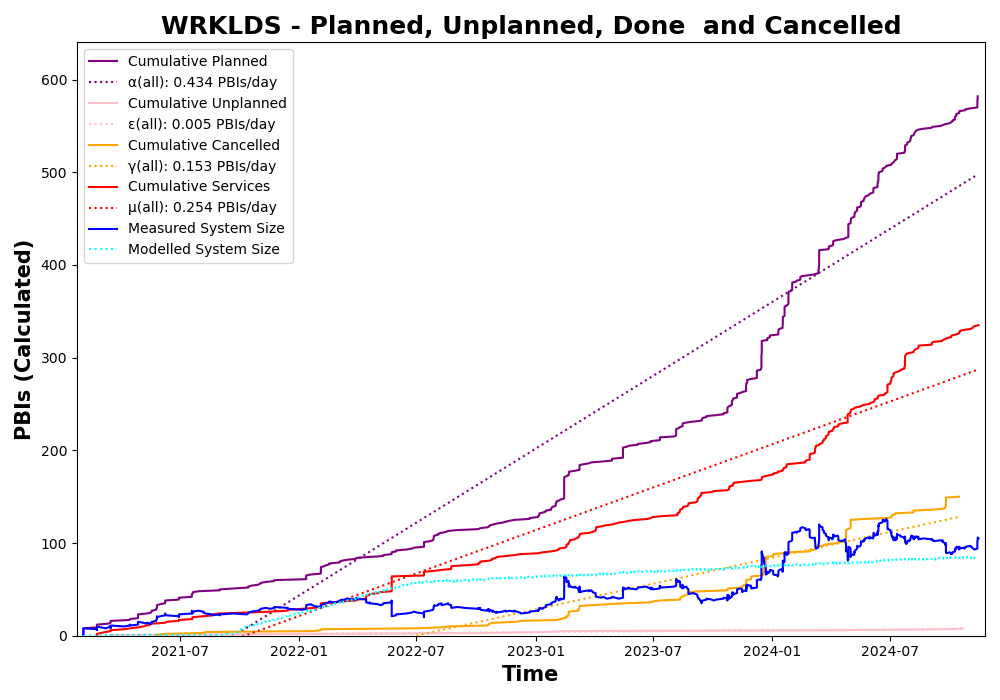 WRKLDS - Planned, Unplanned, Done  and Cancelled
Cumulative Planned
α(all): 0.434 PBIs/day
Cumulative Unplanned
ε(all): 0.005 PBIs/day
Cumulative Cancelled
γ(all): 0.153 PBIs/day
Cumulative Services
μ(all): 0.254 PBIs/day
Measured System Size
Modelled System Size
PBIs (Calculated)
600
500
400
300
200
100
0
2021-07 2022-01 2022-07 2023-01 2023-07 2024-01 2024-07
Time